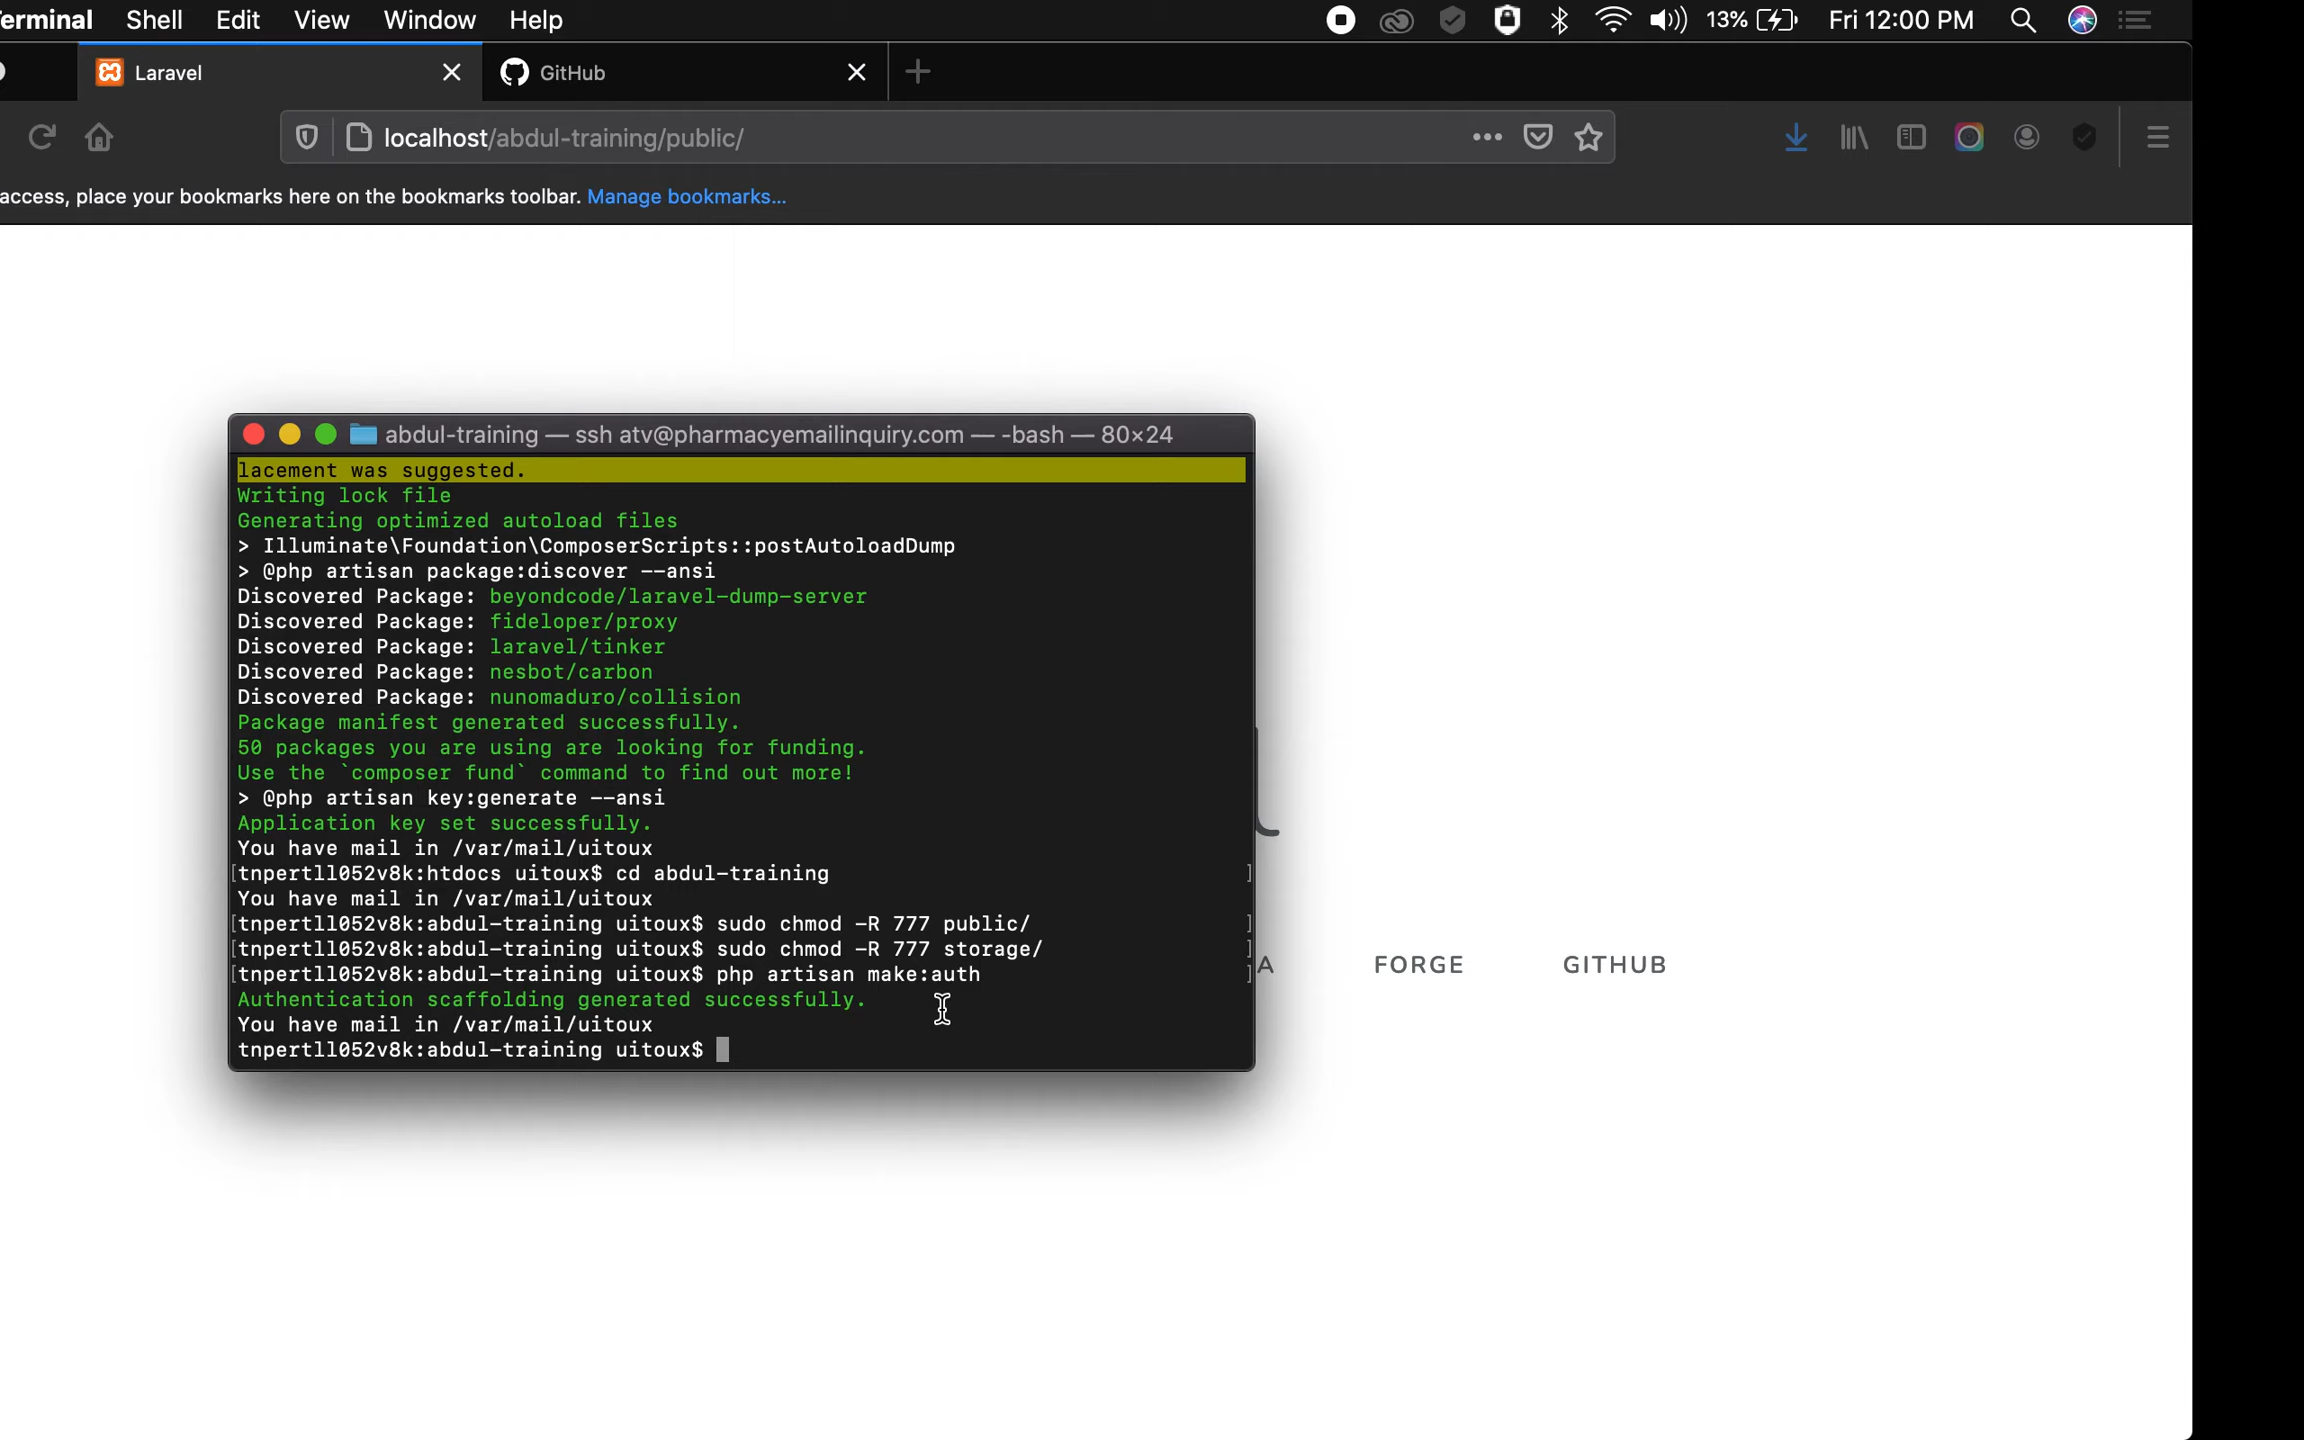 erminal Shell Edit View Window Help 13% Fri 12:00 PM
Laravel GitHub
localhost/abdul-training/public/
access, place your bookmarks here on the bookmarks toolbar. Manage bookmarks...
abdul-training — ssh atv@pharmacyemailinquiry.com — -bash — 80×24
lacement was suggested.
Writing lock file
Generating optimized autoload files
> Illuminate\Foundation\ComposerScripts::postAutoloadDump
> @php artisan package:discover --ansi
Discovered Package: beyondcode/laravel-dump-server
Discovered Package: fideloper/proxy
Discovered Package: laravel/tinker
Discovered Package: nesbot/carbon
Discovered Package: nunomaduro/collision
Package manifest generated successfully.
50 packages you are using are looking for funding.
Use the `composer fund` command to find out more!
> @php artisan key:generate --ansi
Application key set successfully.
You have mail in /var/mail/uitoux
[tnpertll052v8k:htdocs uitoux$ cd abdul-training ]
You have mail in /var/mail/uitoux
[tnpertll052v8k:abdul-training uitoux$ sudo chmod -R 777 public/ ]
[tnpertll052v8k:abdul-training uitoux$ sudo chmod -R 777 storage/ ]
[tnpertll052v8k:abdul-training uitoux$ php artisan make:auth ]
Authentication scaffolding generated successfully.
You have mail in /var/mail/uitoux
tnpertll052v8k:abdul-training uitoux$
A FORGE GITHUB